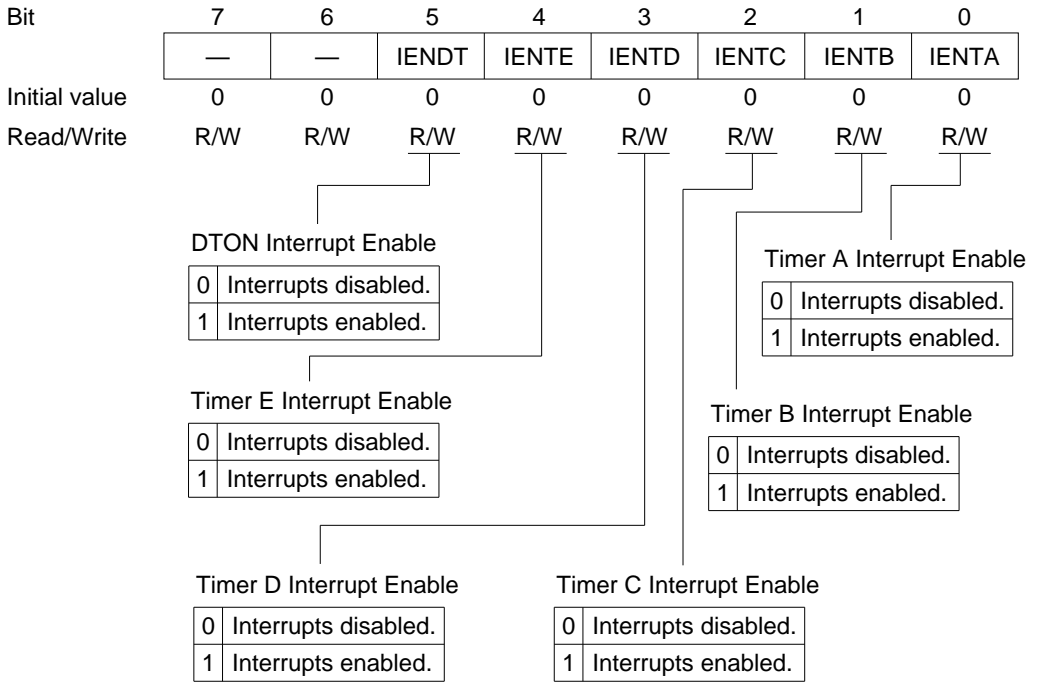 Bit 7 6 5 4 3 2 1 0
— — IENDT IENTE IENTD IENTC IENTB IENTA
Initial value 0 0 0 0 0 0 0 0
Read/Write R/W R/W R/W R/W R/W R/W R/W R/W
DTON Interrupt Enable
0 Interrupts disabled.
1 Interrupts enabled.
Timer A Interrupt Enable
0 Interrupts disabled.
1 Interrupts enabled.
Timer E Interrupt Enable
0 Interrupts disabled.
1 Interrupts enabled.
Timer B Interrupt Enable
0 Interrupts disabled.
1 Interrupts enabled.
Timer D Interrupt Enable
0 Interrupts disabled.
1 Interrupts enabled.
Timer C Interrupt Enable
0 Interrupts disabled.
1 Interrupts enabled.